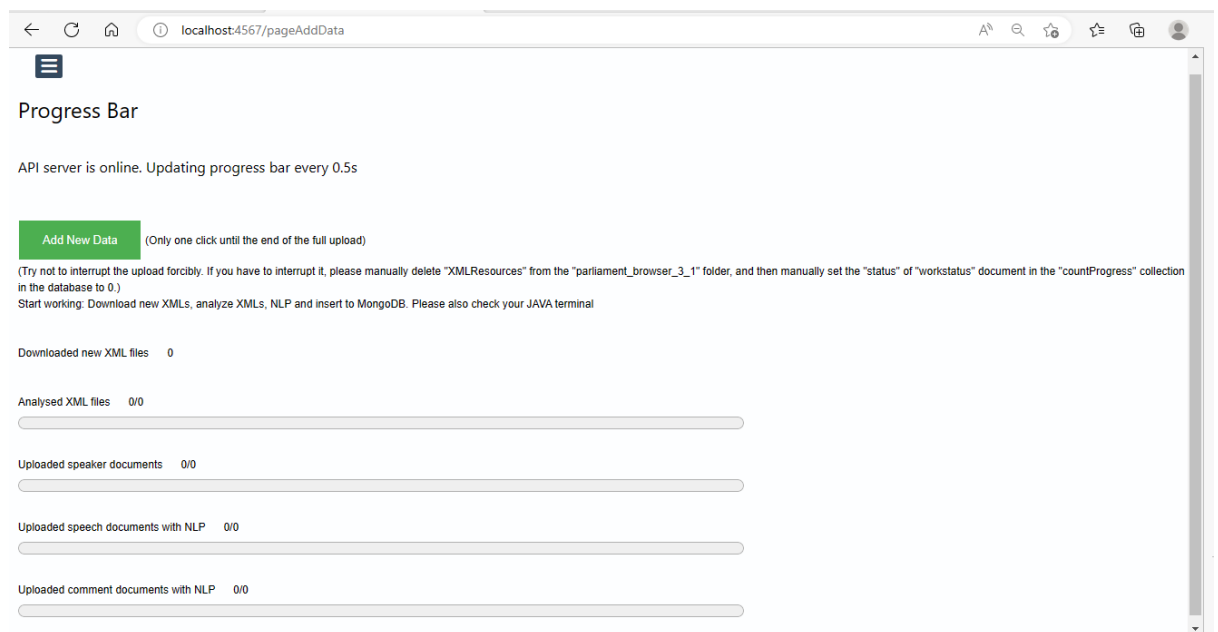 localhost:4567/pageAddData
Progress Bar
API server is online. Updating progress bar every 0.5s
Add New Data (Only one click until the end of the full upload)
(Try not to interrupt the upload forcibly. If you have to interrupt it, please manually delete "XMLResources" from the "parliament_browser_3_1" folder, and then manually set the "status" of "workstatus" document in the "countProgress" collection
in the database to 0.)
Start working: Download new XMLs, analyze XMLs, NLP and insert to MongoDB. Please also check your JAVA terminal
Downloaded new XML files 0
Analysed XML files 0/0
Uploaded speaker documents 0/0
Uploaded speech documents with NLP 0/0
Uploaded comment documents with NLP 0/0